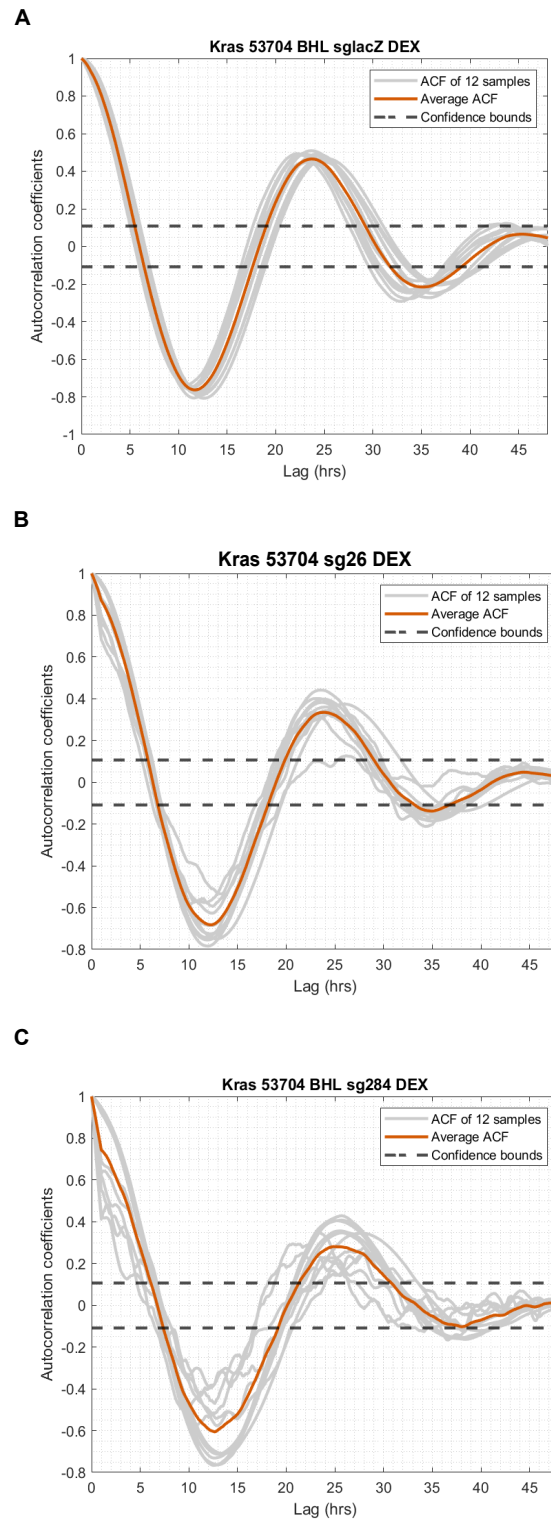 A
Kras 53704 BHL sglacZ DEX
ACF of 12 samples
Average ACF
Confidence bounds
Autocorrelation coefficients
1
0.8
0.6
0.4
0.2
0
-0.2
-0.4
-0.6
-0.8
-1
0 5 10 15 20 25 30 35 40 45
Lag (hrs)
B
Kras 53704 sg26 DEX
ACF of 12 samples
Average ACF
Confidence bounds
Autocorrelation coefficients
1
0.8
0.6
0.4
0.2
0
-0.2
-0.4
-0.6
-0.8
0 5 10 15 20 25 30 35 40 45
Lag (hrs)
C
Kras 53704 BHL sg284 DEX
ACF of 12 samples
Average ACF
Confidence bounds
Autocorrelation coefficients
1
0.8
0.6
0.4
0.2
0
-0.2
-0.4
-0.6
-0.8
0 5 10 15 20 25 30 35 40 45
Lag (hrs)